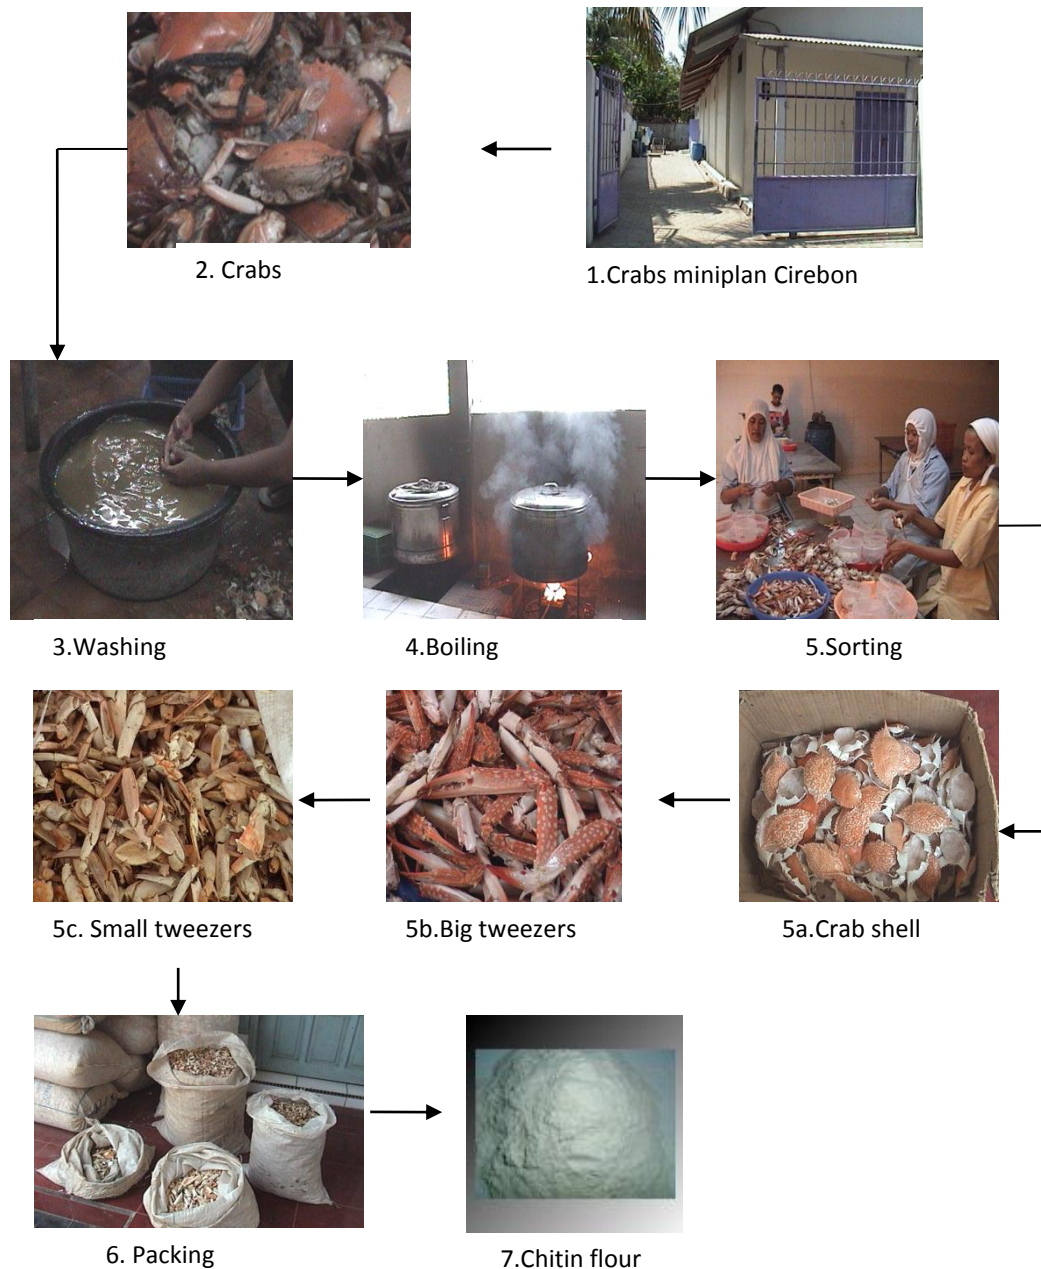 1.Crabs miniplan Cirebon
2. Crabs
3.Washing
4.Boiling
5.Sorting
5a.Crab shell
5b.Big tweezers
5c. Small tweezers
6. Packing
7.Chitin flour